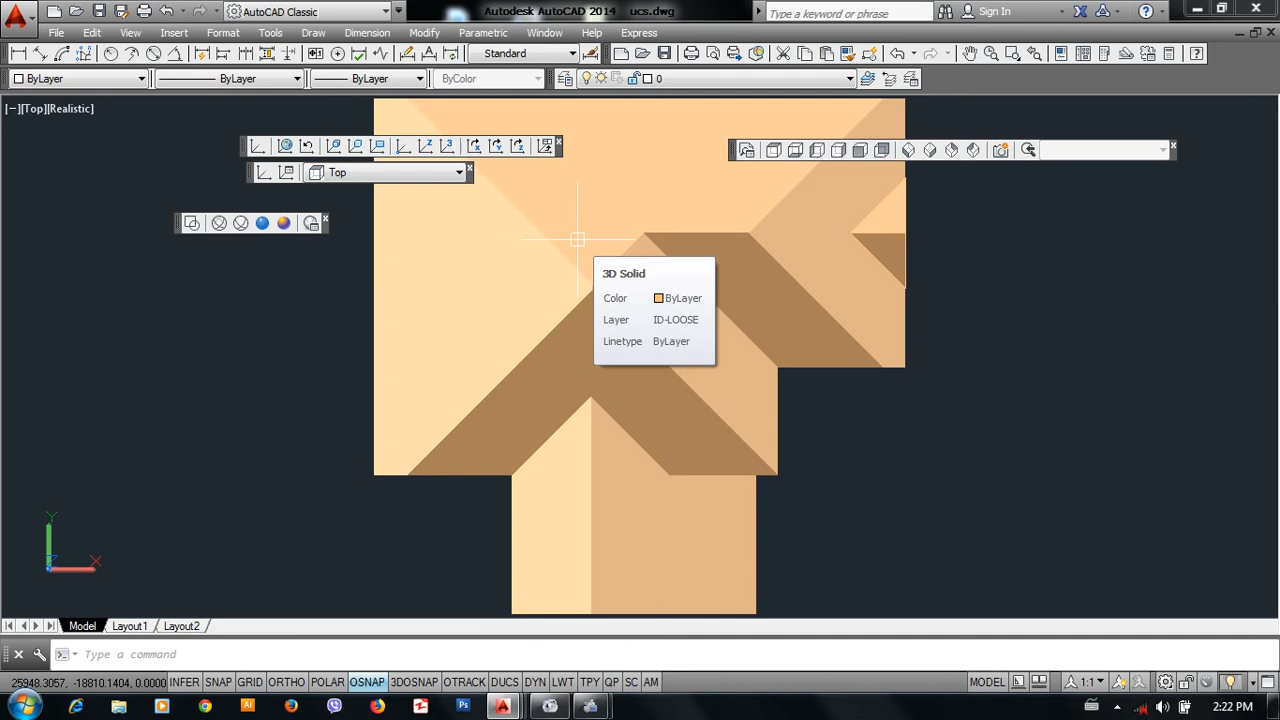 AutoCAD Classic
Autodesk AutoCAD 2014 ucs.dwg
Type a keyword or phrase
Sign In
File Edit View Insert Format Tools Draw Dimension Modify Parametric Window Help Express
Standard
ByLayer ByLayer ByLayer ByColor 0
[−][Top][Realistic]
Top
3D Solid
Color ByLayer
Layer ID-LOOSE
Linetype ByLayer
Y
X
Z
Model Layout1 Layout2
Type a command
25948.3057, -18810.1404, 0.0000 INFER SNAP GRID ORTHO POLAR OSNAP 3DOSNAP OTRACK DUCS DYN LWT TPY QP SC AM MODEL 1:1
2:22 PM